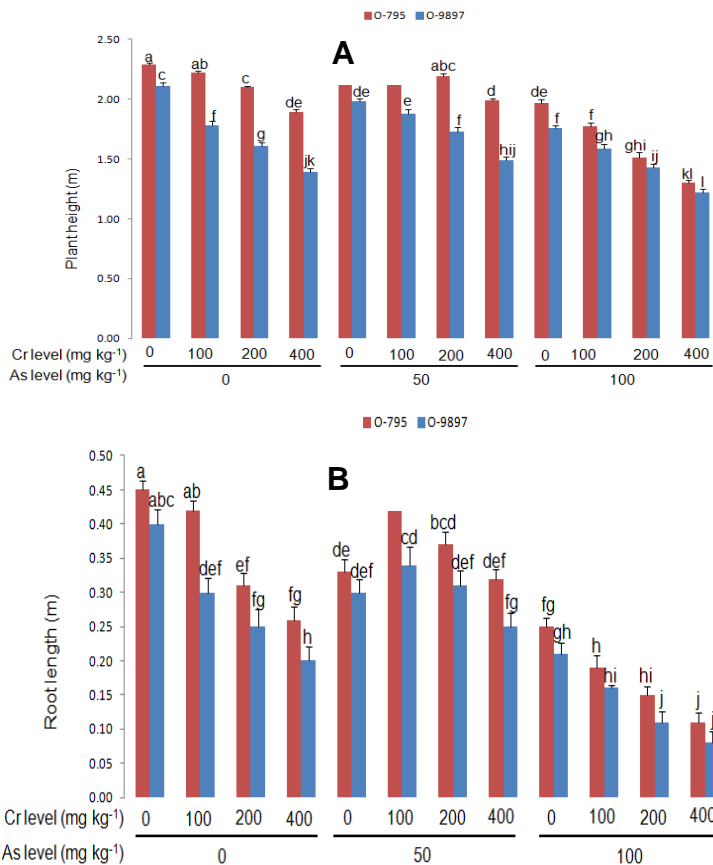 O-795 O-9897
A
2.50
2.00
1.50
1.00
0.50
0.00
Plant height (m)
a c ab f c g de jk de e abc f d hij de f f gh ghi ij kl l
Cr level (mg kg-1) 0 100 200 400 0 100 200 400 0 100 200 400
As level (mg kg-1) 0 50 100
O-795 O-9897
B
0.50
0.45
0.40
0.35
0.30
0.25
0.20
0.15
0.10
0.05
0.00
Root length (m)
a abc ab def ef fg fg h de def cd bcd def def fg fg gh h hi hi j j j
Cr level (mg kg-1) 0 100 200 400 0 100 200 400 0 100 200 400
As level (mg kg-1) 0 50 100